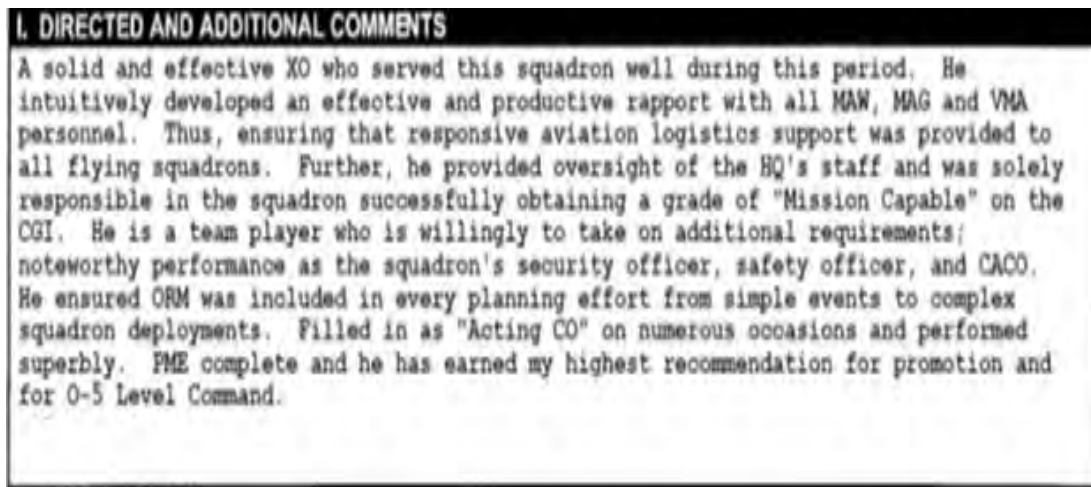 I. DIRECTED AND ADDITIONAL COMMENTS
A solid and effective XO who served this squadron well during this period. He
intuitively developed an effective and productive rapport with all MAW, MAG and VMA
personnel. Thus, ensuring that responsive aviation logistics support was provided to
all flying squadrons. Further, he provided oversight of the HQ's staff and was solely
responsible in the squadron successfully obtaining a grade of "Mission Capable" on the
CGI. He is a team player who is willingly to take on additional requirements;
noteworthy performance as the squadron's security officer, safety officer, and CACO.
He ensured ORM was included in every planning effort from simple events to complex
squadron deployments. Filled in as "Acting CO" on numerous occasions and performed
superbly. PME complete and he has earned my highest recommendation for promotion and
for O-5 Level Command.